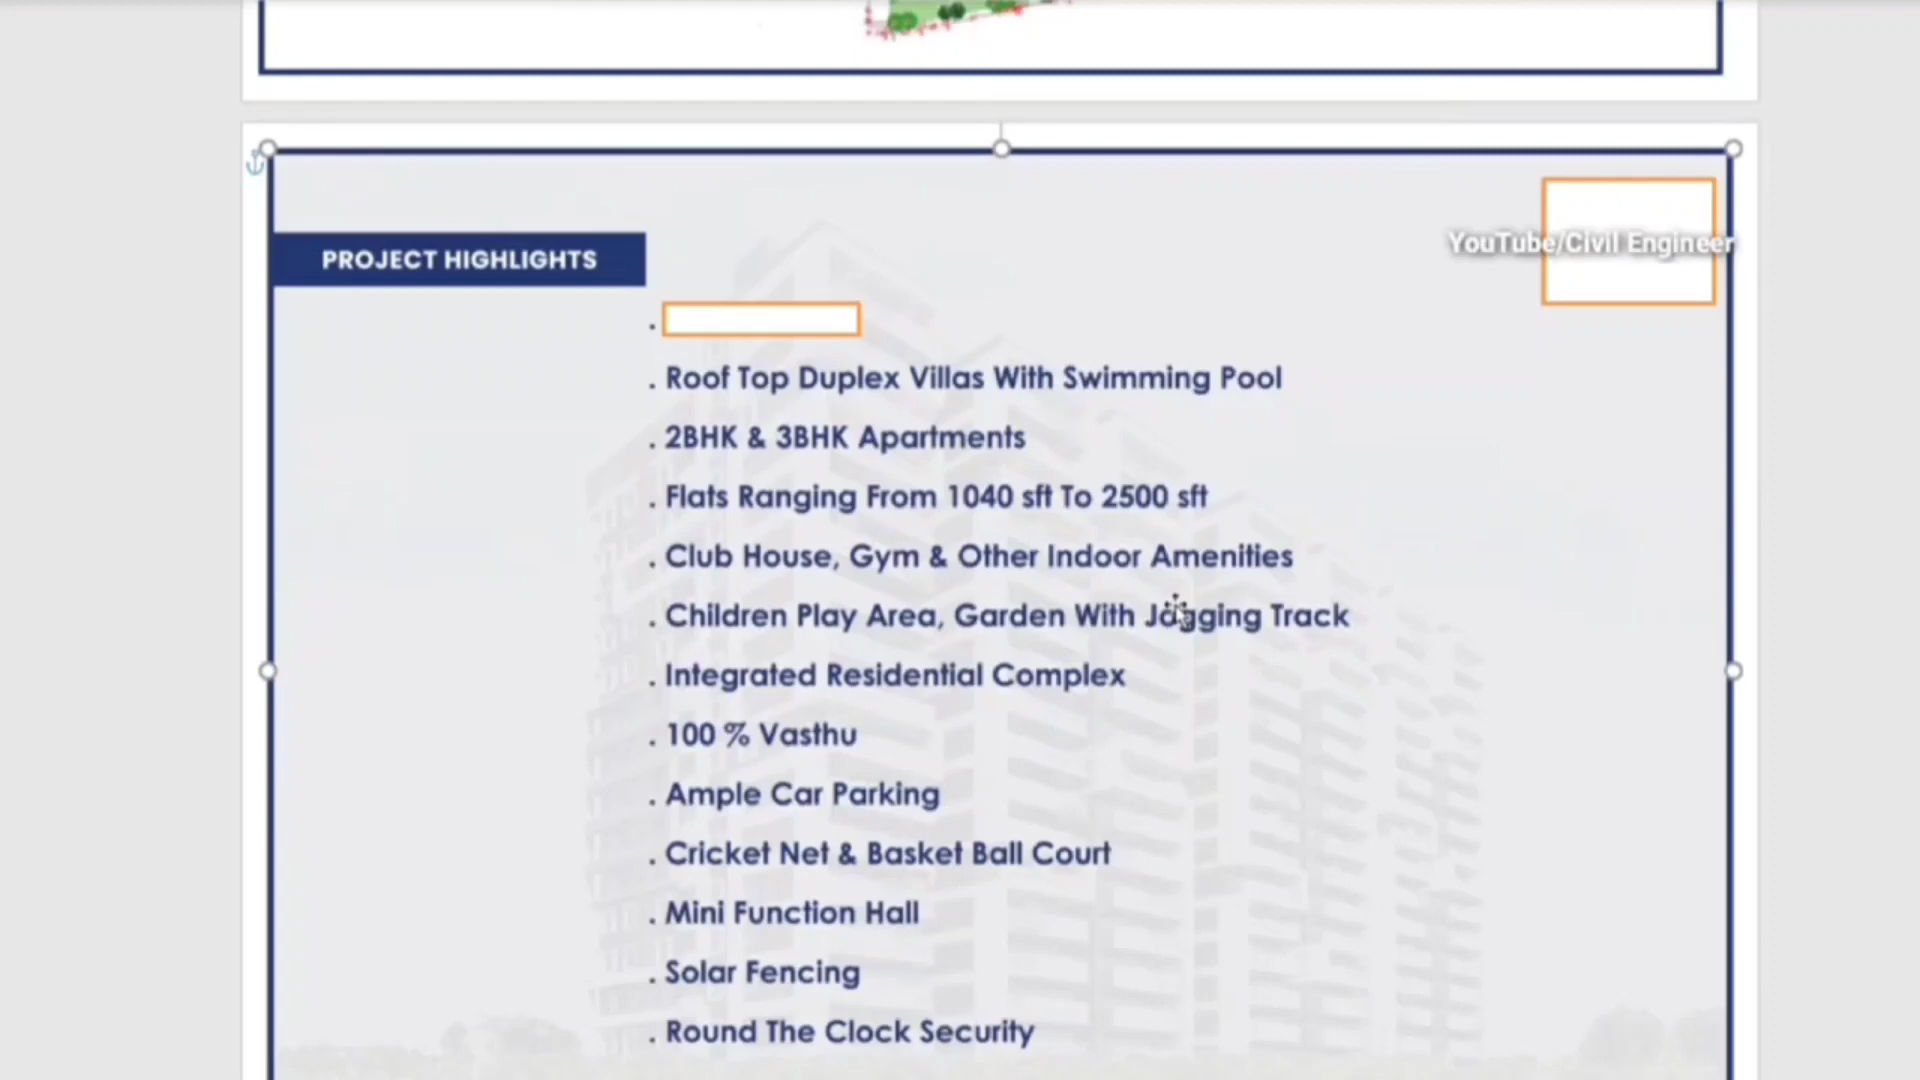 YouTube/Civil Engineer
PROJECT HIGHLIGHTS
.
. Roof Top Duplex Villas With Swimming Pool
. 2BHK & 3BHK Apartments
. Flats Ranging From 1040 sft To 2500 sft
. Club House, Gym & Other Indoor Amenities
. Children Play Area, Garden With Jogging Track
. Integrated Residential Complex
. 100 % Vasthu
. Ample Car Parking
. Cricket Net & Basket Ball Court
. Mini Function Hall
. Solar Fencing
. Round The Clock Security